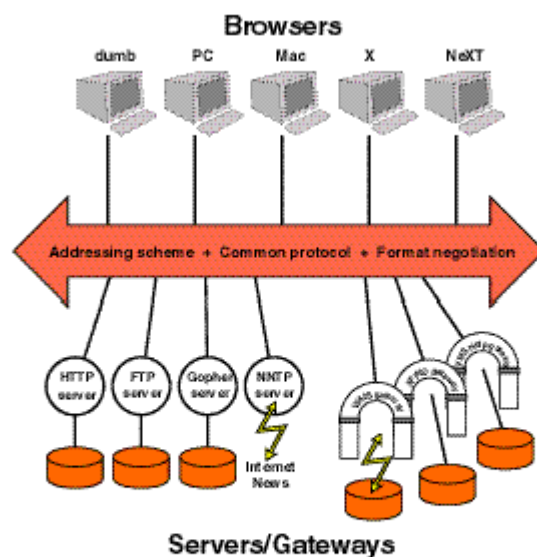 Browsers
dumb PC Mac X NeXT
Addressing scheme + Common protocol + Format negotiation
HTTP server
FTP server
Gopher server
NNTP server
Internet News
Servers/Gateways